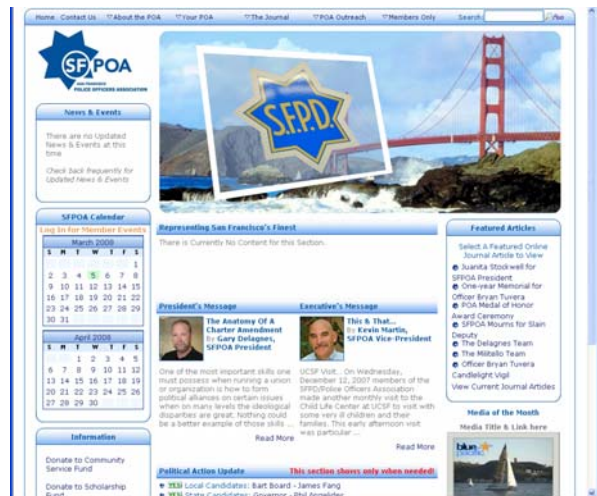 Home Contact Us ▽About the POA ▽Your POA ▽The Journal ▽POA Outreach ▽Members Only Search:
SFPOA
SAN FRANCISCO
POLICE OFFICERS ASSOCIATION
S.F.P.D.
News & Events
There are no Updated
News & Events at this
time
Check back frequently for
Updated News & Events
SFPOA Calendar
Log In for Member Events
March 2008
S M T W T F S
1
2 3 4 5 6 7 8
9 10 11 12 13 14 15
16 17 18 19 20 21 22
23 24 25 26 27 28 29
30 31
April 2008
S M T W T F S
1 2 3 4 5
6 7 8 9 10 11 12
13 14 15 16 17 18 19
20 21 22 23 24 25 26
27 28 29 30
Information
Donate to Community
Service Fund
Donate to Scholarship
Fund
Representing San Francisco's Finest
There is Currently No Content for this Section.
President's Message
The Anatomy Of A
Charter Amendment
By Gary Delagnes,
SFPOA President
One of the most important skills one
must possess when running a union
or organization is how to form
political alliances on certain issues
when on many levels the ideological
disparities are great. Nothing could
be a better example of those skills ...
Read More
Executive's Message
This & That...
By Kevin Martin,
SFPOA Vice-President
UCSF Visit... On Wednesday,
December 12, 2007 members of the
SFPD/Police Officers Association
made another monthly visit to the
Child Life Center at UCSF to visit with
some very ill children and their
families. This early afternoon visit
was particular ...
Read More
Political Action Update This section shows only when needed!
YES! Local Candidates: Bart Board - James Fang
YES! State Candidates: Governor - Phil Angelides
Featured Articles
Select A Featured Online
Journal Article to View
Juanita Stockwell for
SFPOA President
One-year Memorial for
Officer Bryan Tuvera
POA Medal of Honor
Award Ceremony
SFPOA Mourns for Slain
Deputy
The Delagnes Team
The Militello Team
Officer Bryan Tuvera
Candlelight Vigil
View Current Journal Articles
Media of the Month
Media Title & Link here
blue
pacific